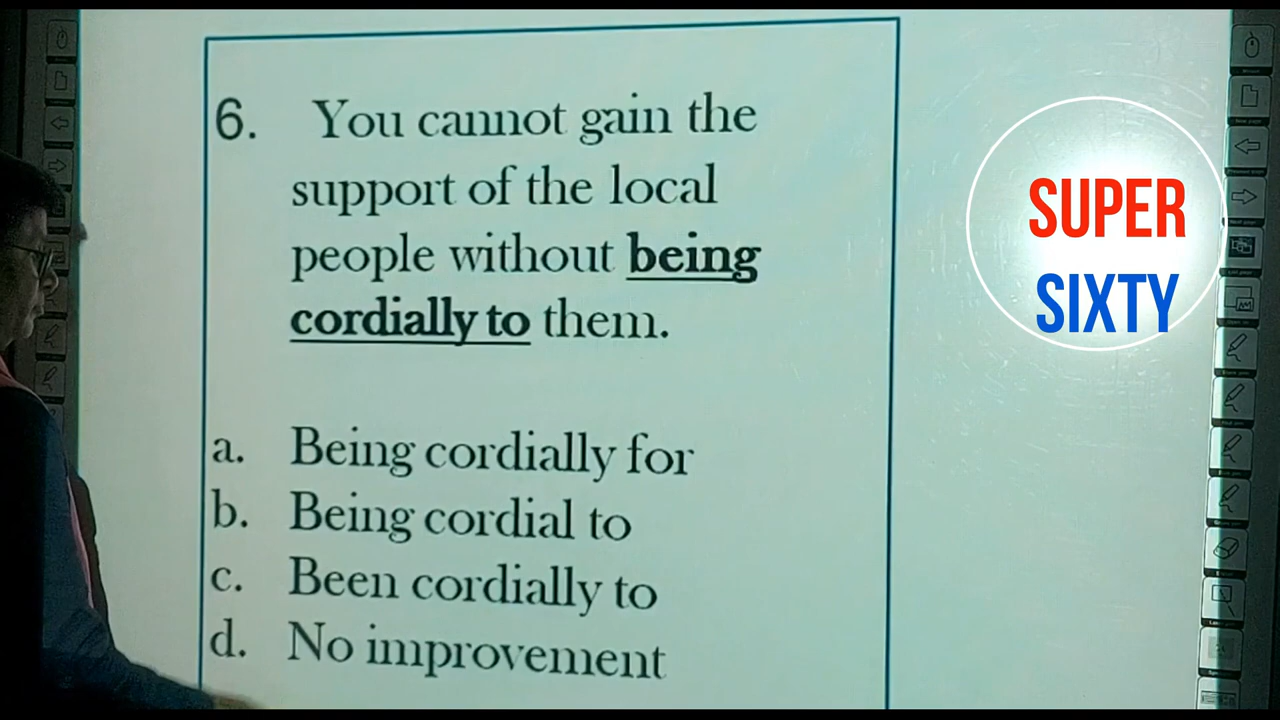 6. You cannot gain the
support of the local
people without being
cordially to them.
a. Being cordially for
b. Being cordial to
c. Been cordially to
d. No improvement
SUPER
SIXTY